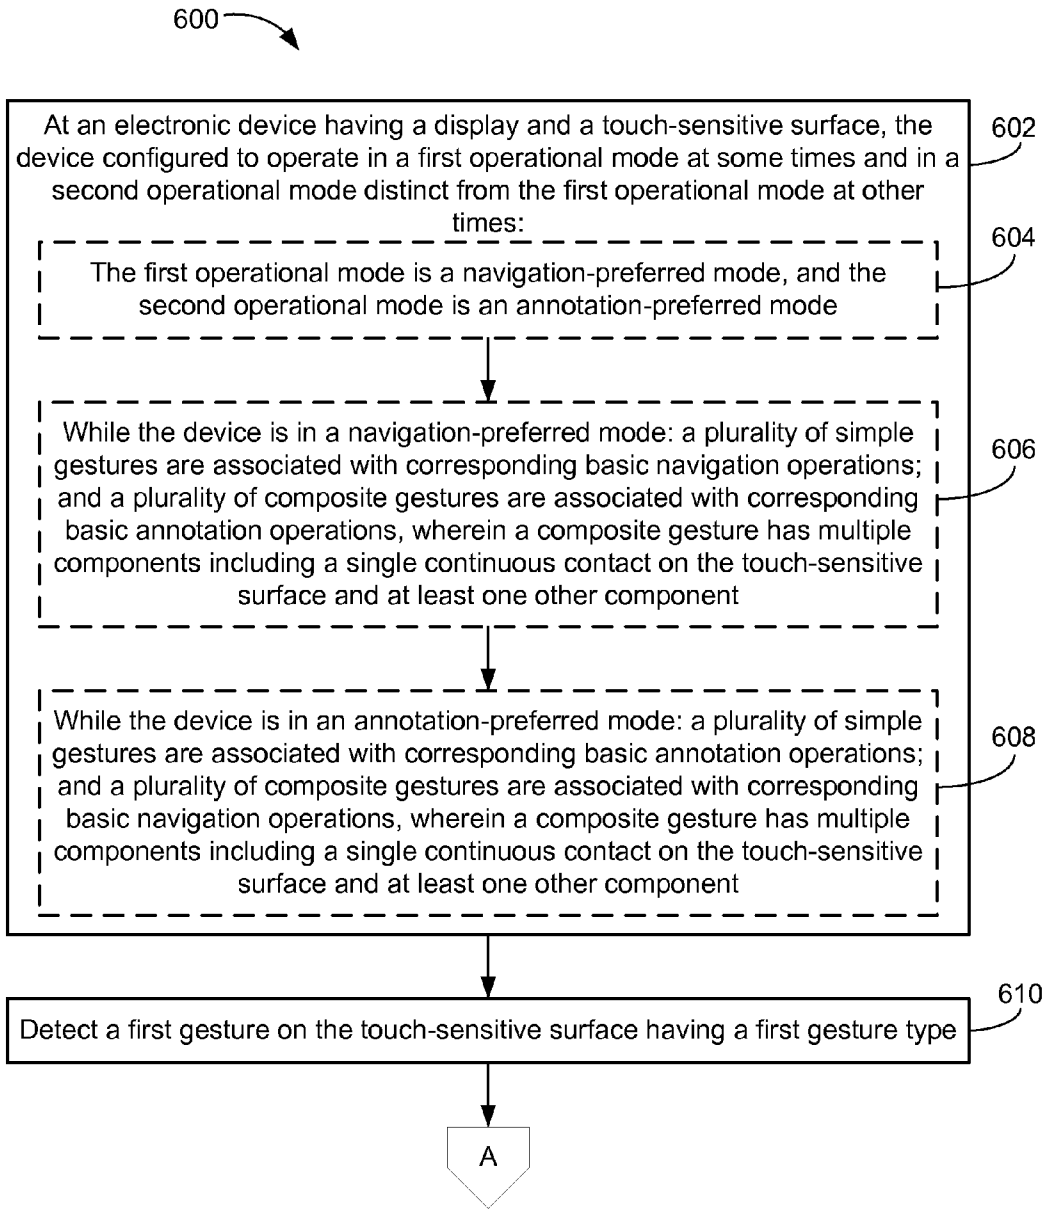 600
At an electronic device having a display and a touch-sensitive surface, the
device configured to operate in a first operational mode at some times and in a
second operational mode distinct from the first operational mode at other
times:
602
The first operational mode is a navigation-preferred mode, and the
second operational mode is an annotation-preferred mode
604
While the device is in a navigation-preferred mode: a plurality of simple
gestures are associated with corresponding basic navigation operations;
and a plurality of composite gestures are associated with corresponding
basic annotation operations, wherein a composite gesture has multiple
components including a single continuous contact on the touch-sensitive
surface and at least one other component
606
While the device is in an annotation-preferred mode: a plurality of simple
gestures are associated with corresponding basic annotation operations;
and a plurality of composite gestures are associated with corresponding
basic navigation operations, wherein a composite gesture has multiple
components including a single continuous contact on the touch-sensitive
surface and at least one other component
608
Detect a first gesture on the touch-sensitive surface having a first gesture type
610
A